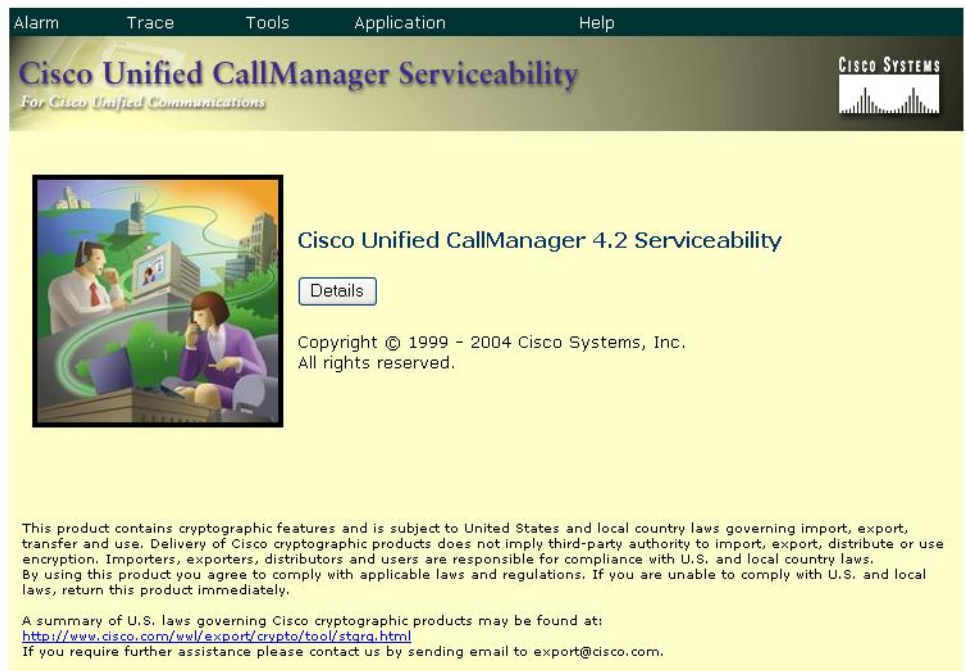 Alarm Trace Tools Application Help
Cisco Unified CallManager Serviceability
For Cisco Unified Communications
CISCO SYSTEMS
Cisco Unified CallManager 4.2 Serviceability
Details
Copyright © 1999 - 2004 Cisco Systems, Inc.
All rights reserved.
This product contains cryptographic features and is subject to United States and local country laws governing import, export,
transfer and use. Delivery of Cisco cryptographic products does not imply third-party authority to import, export, distribute or use
encryption. Importers, exporters, distributors and users are responsible for compliance with U.S. and local country laws.
By using this product you agree to comply with applicable laws and regulations. If you are unable to comply with U.S. and local
laws, return this product immediately.
A summary of U.S. laws governing Cisco cryptographic products may be found at:
http://www.cisco.com/wwl/export/crypto/tool/stqrg.html
If you require further assistance please contact us by sending email to export@cisco.com.